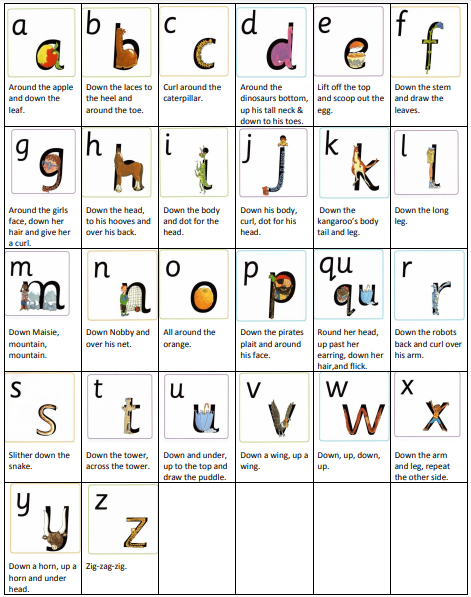 a
b
c
d
e
f
Around the apple
and down the
leaf.
Down the laces to
the heel and
around the toe.
Curl around the
caterpillar.
Around the
dinosaurs bottom,
up his tall neck &
down to his toes.
Lift off the top
and scoop out the
egg.
Down the stem
and draw the
leaves.
g
h
i
j
k
l
Around the girls
face, down her
hair and give her
a curl.
Down the head,
to his hooves and
over his back.
Down the body
and dot for the
head.
Down his body,
curl, dot for his
head.
Down the
kangaroo's body
tail and leg.
Down the long
leg.
m
n
o
p
qu
r
Down Maisie,
mountain,
mountain.
Down Nobby and
over his net.
All around the
orange.
Down the pirates
plait and around
his face.
Round her head,
up past her
earring, down her
hair,and flick.
Down the robots
back and curl over
his arm.
s
t
u
v
w
x
Slither down the
snake.
Down the tower,
across the tower.
Down and under,
up to the top and
draw the puddle.
Down a wing, up a
wing.
Down, up, down,
up.
Down the arm
and leg, repeat
the other side.
y
z
Down a horn, up a
horn and under
head.
Zig-zag-zig.